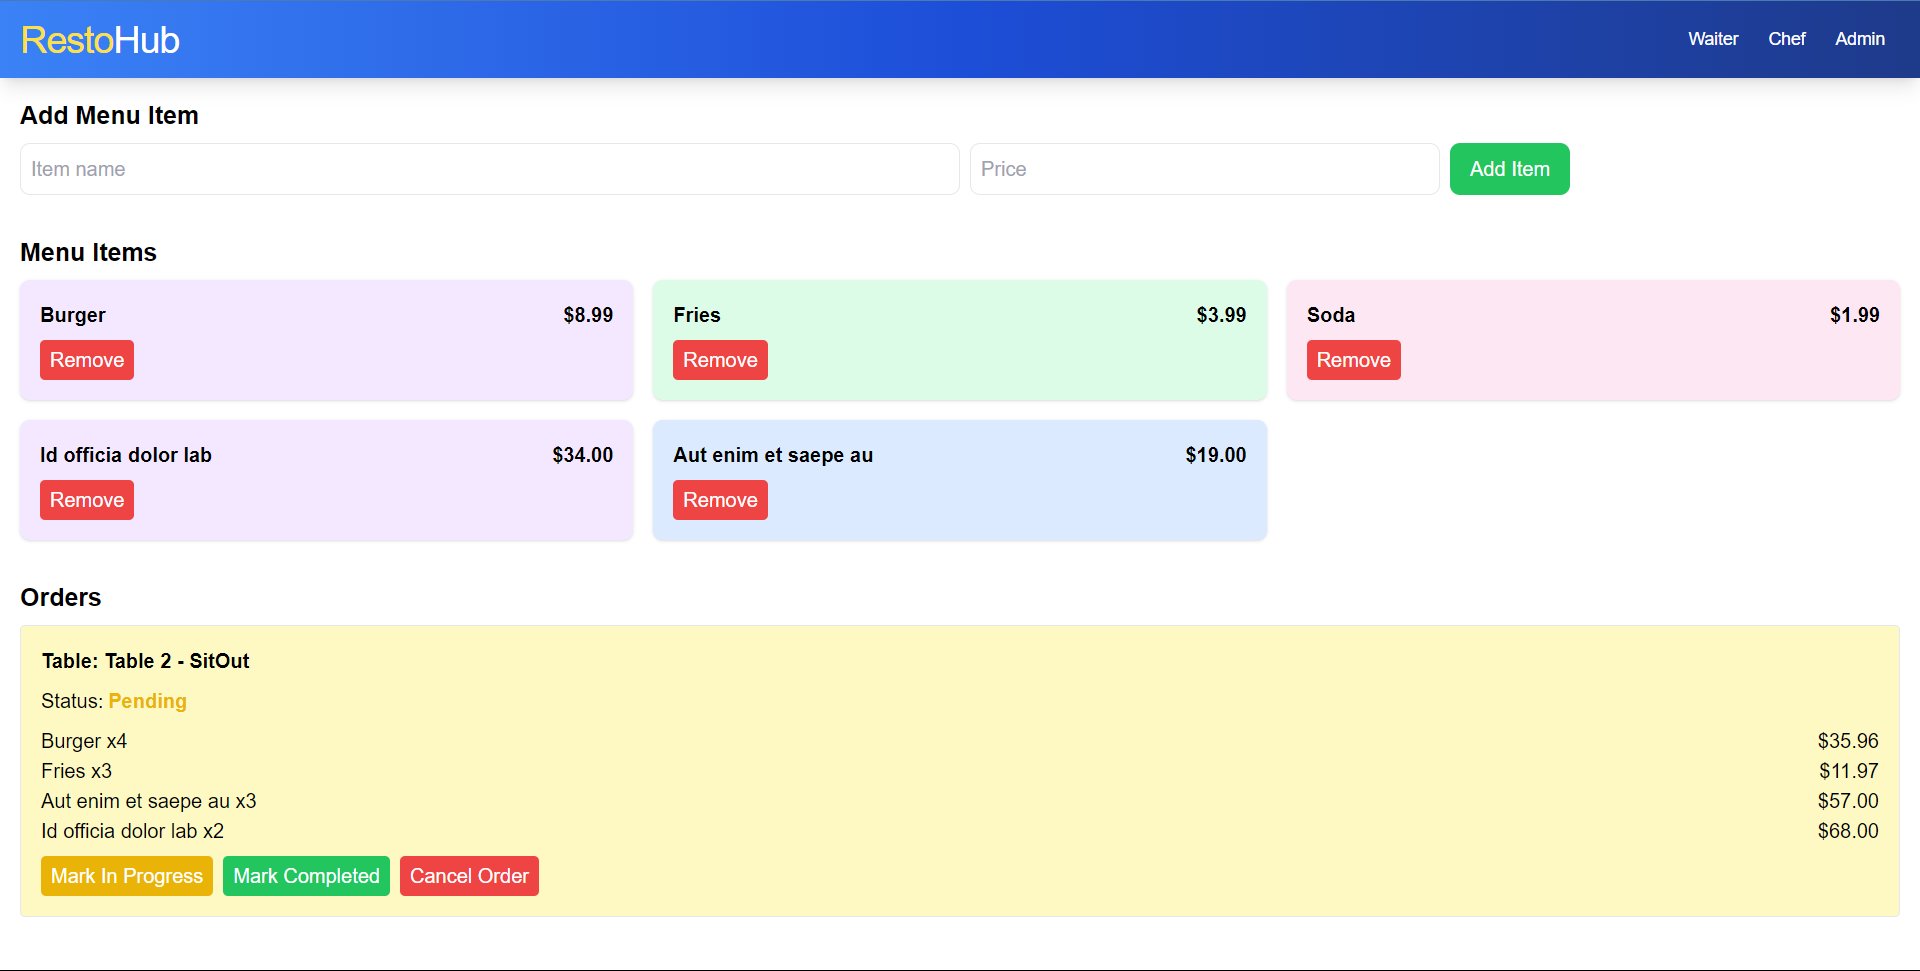 RestoHub Waiter Chef Admin
Add Menu Item
Item name Price Add Item
Menu Items
Burger $8.99 Fries $3.99 Soda $1.99
Remove Remove Remove
Id officia dolor lab $34.00 Aut enim et saepe au $19.00
Remove Remove
Orders
Table: Table 2 - SitOut
Status: Pending
Burger x4 $35.96
Fries x3 $11.97
Aut enim et saepe au x3 $57.00
Id officia dolor lab x2 $68.00
Mark In Progress Mark Completed Cancel Order